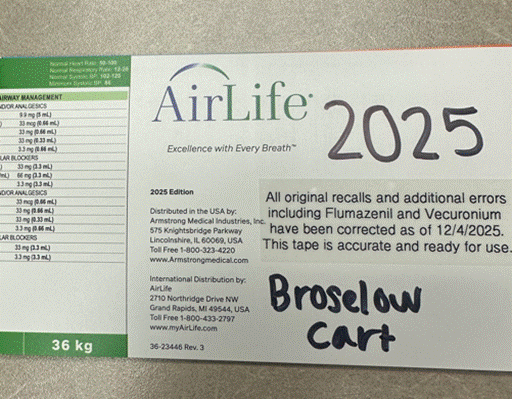 Normal Heart Rate: 
Normal Respiratory Rate: 12-20
Normal Systolic BP: 102-120
Minimum Systolic BP: 
AIRWAY MANAGEMENT
ND/OR ANALGESICS
9.9 mg (5 mL)
33 mcg (0.66 mL)
33 mg (0.66 mL)
33 mg (0.33 mL)
3.3 mg (0.66 mL)
LAR BLOCKERS
33 mg (3.3 mL)
mL) 66 mg (3.3 mL)
3.3 mg (3.3 mL)
ND/OR ANALGESICS
33 mcg (0.66 mL)
33 mg (0.66 mL)
33 mg (0.33 mL)
3.3 mg (0.66 mL)
LAR BLOCKERS
33 mg (3.3 mL)
3.3 mg (3.3 mL)
36 kg
AirLife
Excellence with Every Breath™
2025
2025 Edition
Distributed in the USA by:
Armstrong Medical Industries, Inc.
575 Knightsbridge Parkway
Lincolnshire, IL 60069, USA
Toll Free 1-800-323-4220
www.Armstrongmedical.com
International Distribution by:
AirLife
2710 Northridge Drive NW
Grand Rapids, MI 49544, USA
Toll Free 1-800-433-2797
www.myAirLife.com
36-23446 Rev. 3
All original recalls and additional errors
including Flumazenil and Vecuronium
have been corrected as of 12/4/2025.
This tape is accurate and ready for use.
Broselow
Cart